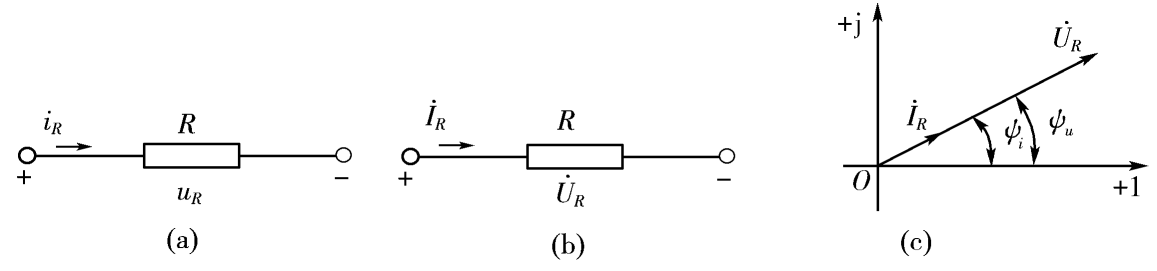 i_R R
+ u_R −
(a)
İ_R R
+ U̇_R −
(b)
+j
U̇_R
İ_R ψ_i ψ_u
O +1
(c)